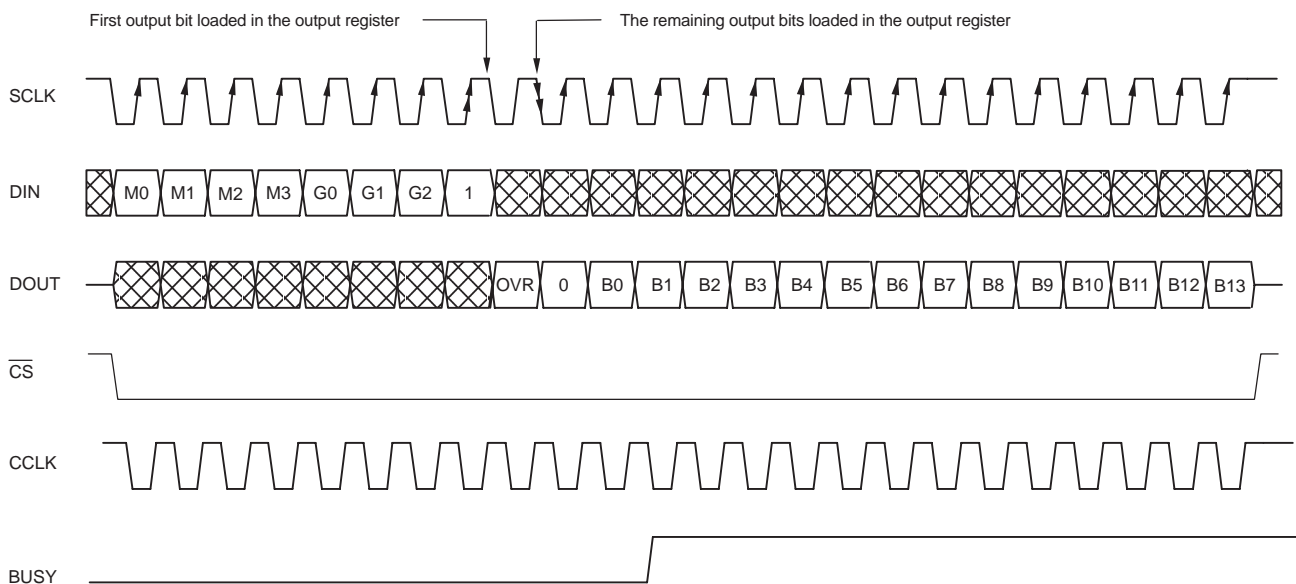 First output bit loaded in the output register The remaining output bits loaded in the output register
SCLK
DIN M0 M1 M2 M3 G0 G1 G2 1
DOUT OVR 0 B0 B1 B2 B3 B4 B5 B6 B7 B8 B9 B10 B11 B12 B13
CS
CCLK
BUSY